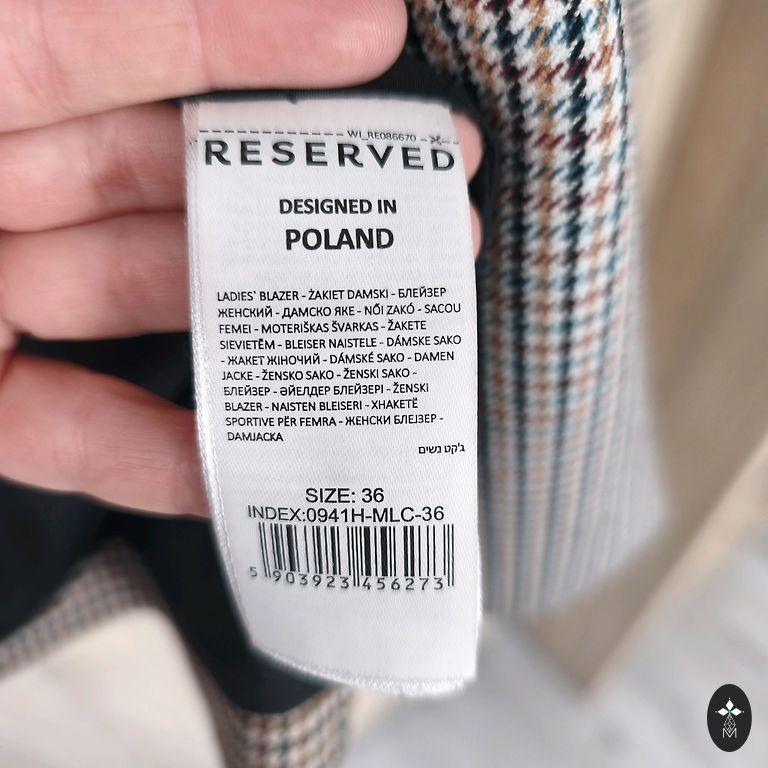 WI_RE086670
RESERVED
DESIGNED IN
POLAND
LADIES` BLAZER - ŻAKIET DAMSKI - БЛЕЙЗЕР
ЖЕНСКИЙ - ДАМСКО ЯКЕ - NŐI ZAKÓ - SACOU
FEMEI - MOTERIŠKAS ŠVARKAS - ŽAKETE
SIEVIETĒM - BLEISER NAISTELE - DÁMSKE SAKO
- ЖАКЕТ ЖІНОЧИЙ - DÁMSKÉ SAKO - DAMEN
JACKE - ŽENSKO SAKO - ŽENSKI SAKO -
БЛЕЙЗЕР - ӘЙЕЛДЕР БЛЕЙЗЕРІ - ŽENSKI
BLAZER - NAISTEN BLEISERI - XHAKETË
SPORTIVE PËR FEMRA - ЖЕНСКИ БЛЕЈЗЕР -
DAMJACKA
ג'קט נשים
SIZE: 36
INDEX:0941H-MLC-36
5 903923 456273
M